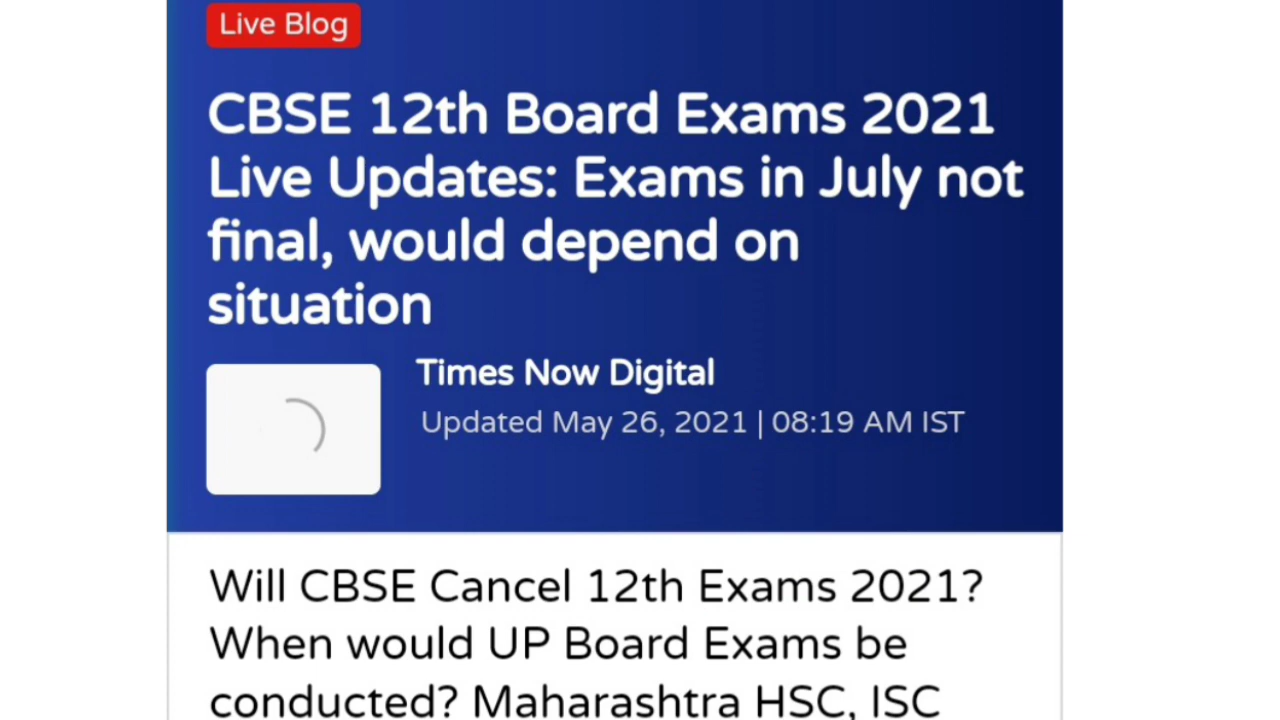 Live Blog
CBSE 12th Board Exams 2021
Live Updates: Exams in July not
final, would depend on
situation
Times Now Digital
Updated May 26, 2021 | 08:19 AM IST
Will CBSE Cancel 12th Exams 2021?
When would UP Board Exams be
conducted? Maharashtra HSC, ISC